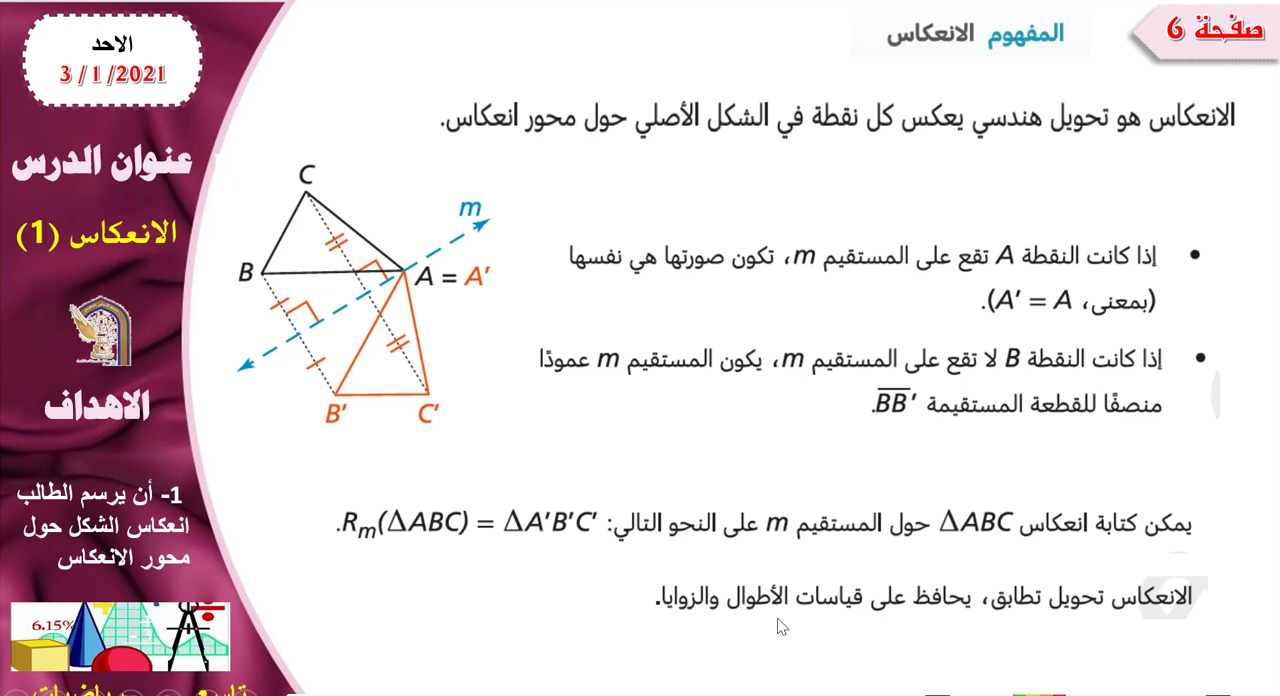 صفحة 6
المفهوم الانعكاس
الاحد
3 / 1 /2021
عنوان الدرس
الانعكاس (1)
الاهداف
1- أن يرسم الطالب
انعكاس الشكل حول
محور الانعكاس
6.15%
تاسع رياضيات
الانعكاس هو تحويل هندسي يعكس كل نقطة في الشكل الأصلي حول محور انعكاس.
C
m
B
A = A'
B'
C'
• إذا كانت النقطة A تقع على المستقيم m، تكون صورتها هي نفسها
(بمعنى، A' = A).
• إذا كانت النقطة B لا تقع على المستقيم m، يكون المستقيم m عمودًا
منصفًا للقطعة المستقيمة BB'.
يمكن كتابة انعكاس ΔABC حول المستقيم m على النحو التالي: Rm(ΔABC) = ΔA'B'C'.
الانعكاس تحويل تطابق، يحافظ على قياسات الأطوال والزوايا.